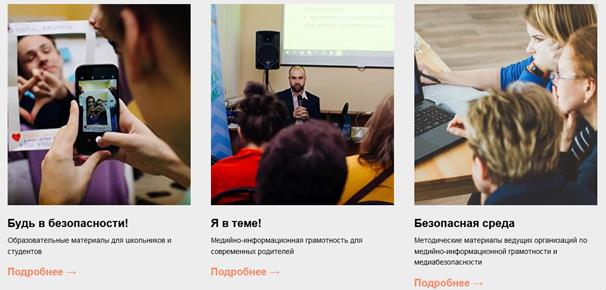 Будь в безопасности!
Образовательные материалы для школьников и
студентов
Подробнее →
Я в теме!
Медийно-информационная грамотность для
современных родителей
Подробнее →
Безопасная среда
Методические материалы ведущих организаций по
медийно-информационной грамотности и
медиабезопасности
Подробнее →